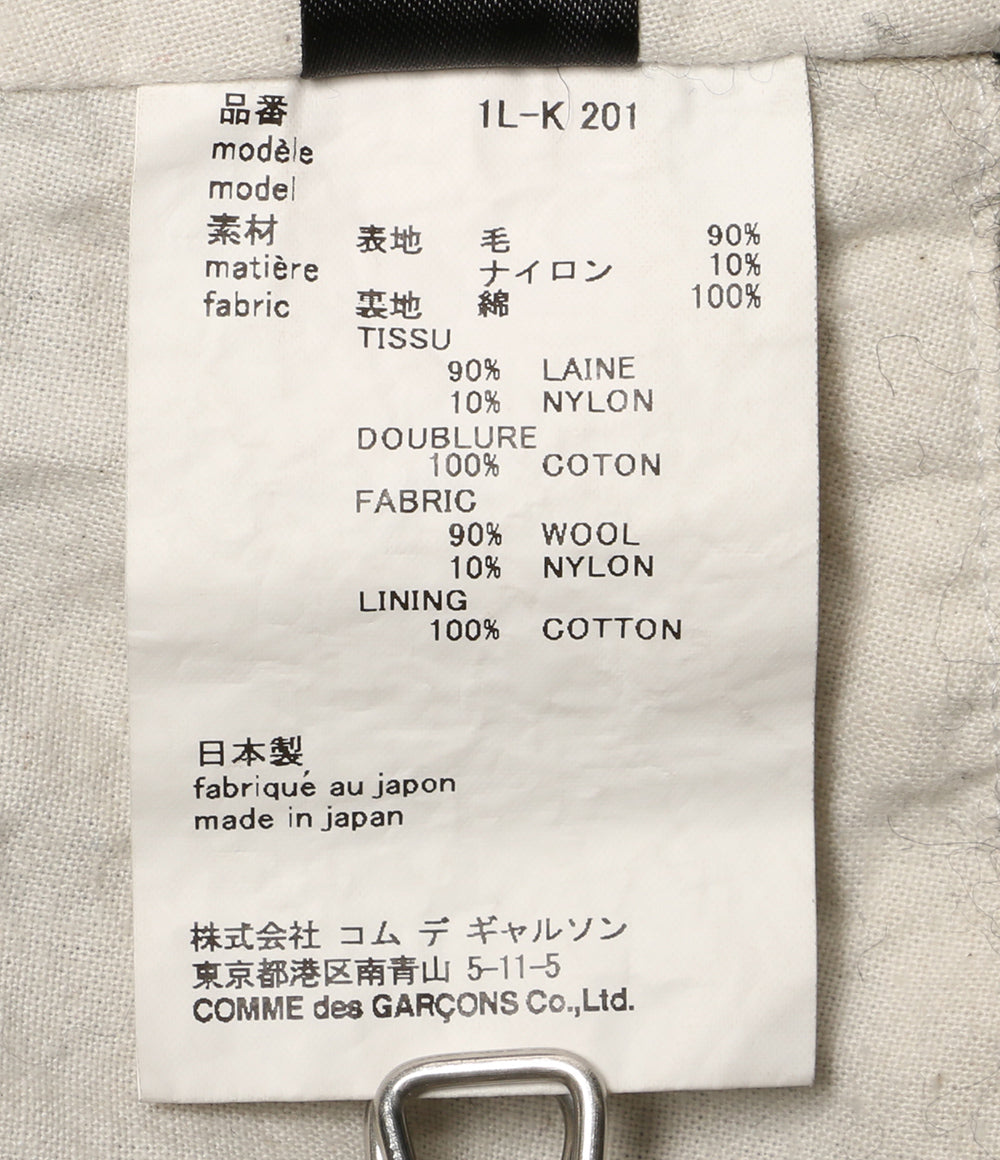 品番 1L-K 201
modèle
model
素材 表地 毛 90%
matière ナイロン 10%
fabric 裏地 綿 100%
TISSU
90% LAINE
10% NYLON
DOUBLURE
100% COTON
FABRIC
90% WOOL
10% NYLON
LINING
100% COTTON
日本製
fabriqué au japon
made in japan
株式会社 コム デ ギャルソン
東京都港区南青山 5-11-5
COMME des GARÇONS Co.,Ltd.